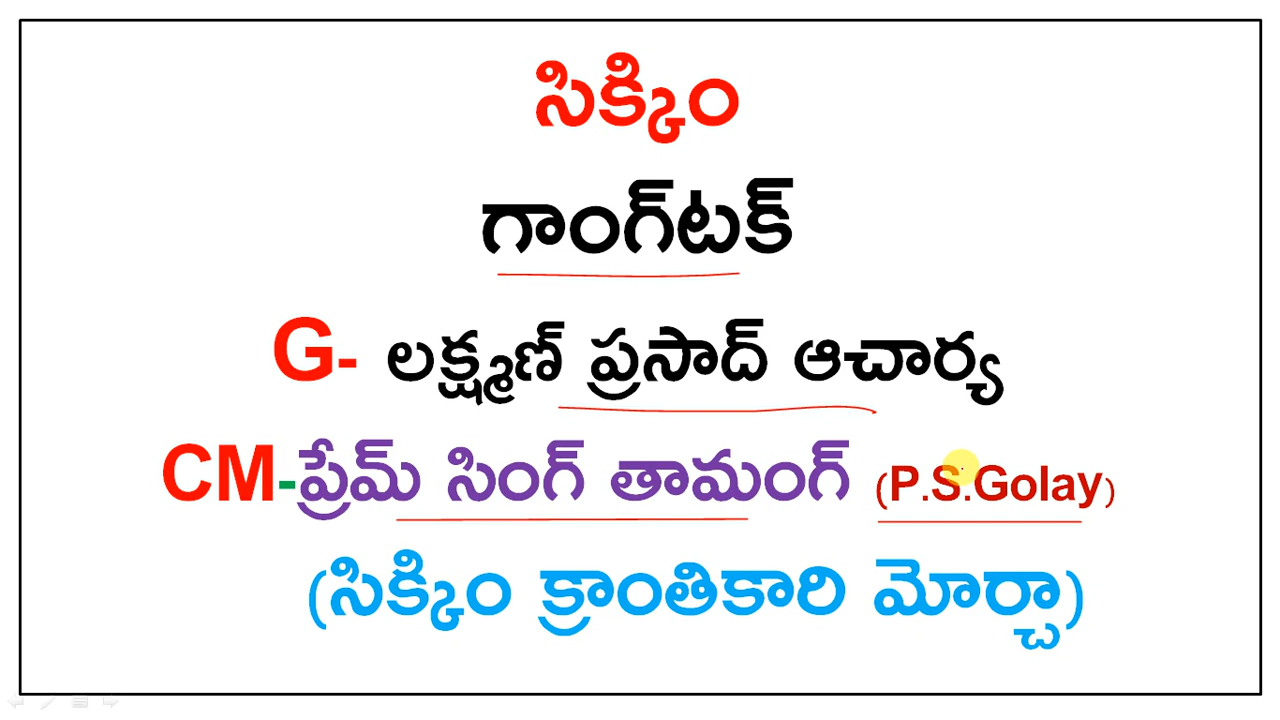 సిక్కిం
గాంగ్‌టక్
G- లక్ష్మణ్ ప్రసాద్ ఆచార్య
CM-ప్రేమ్ సింగ్ తామంగ్ (P.S.Golay)
(సిక్కిం క్రాంతికారి మోర్చా)